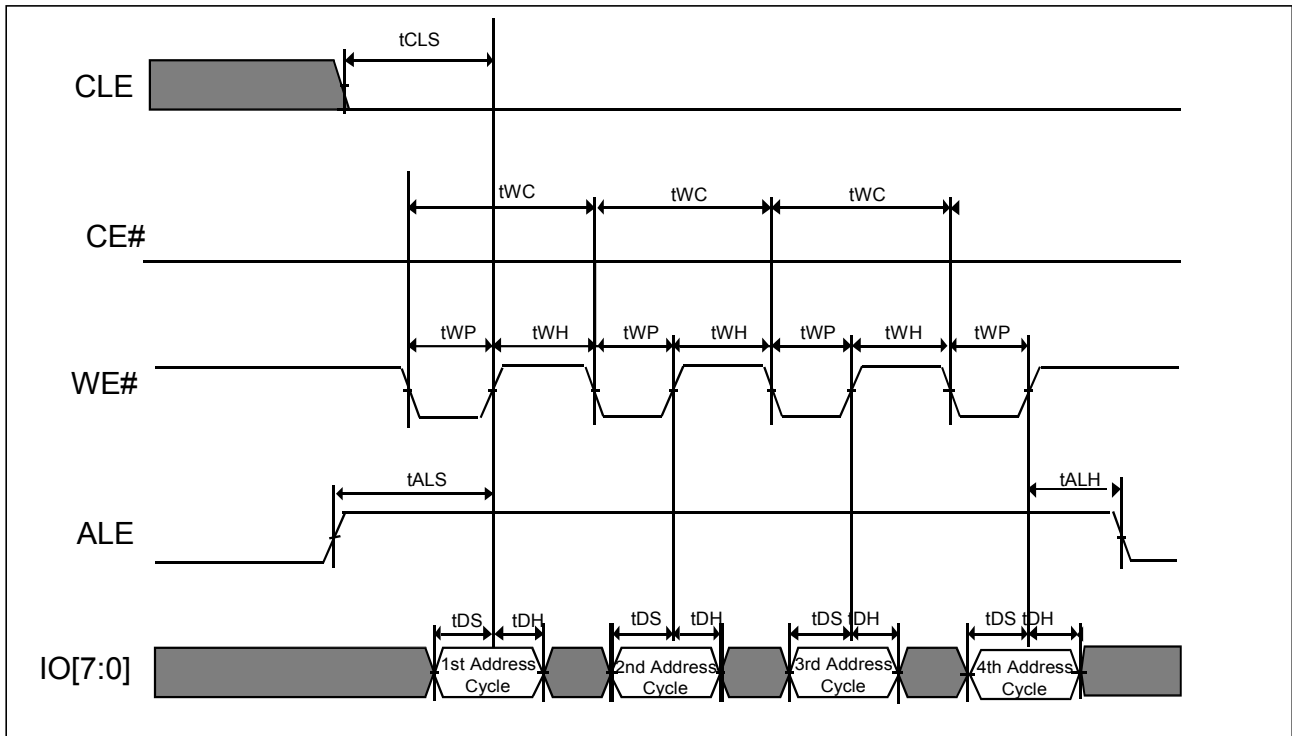 tCLS
CLE
tWC tWC tWC
CE#
tWP tWH tWP tWH tWP tWH tWP
WE#
tALS tALH
ALE
tDS tDH tDS tDH tDS tDH tDS tDH
IO[7:0]
1st Address Cycle
2nd Address Cycle
3rd Address Cycle
4th Address Cycle